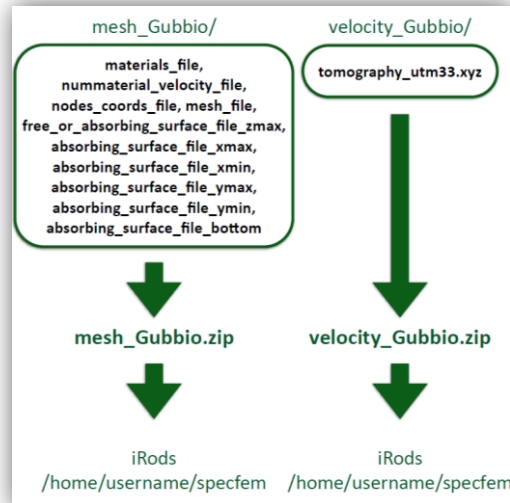 mesh_Gubbio/
materials_file,
nummaterial_velocity_file,
nodes_coords_file, mesh_file,
free_or_absorbing_surface_file_zmax,
absorbing_surface_file_xmax,
absorbing_surface_file_xmin,
absorbing_surface_file_ymax,
absorbing_surface_file_ymin,
absorbing_surface_file_bottom
mesh_Gubbio.zip
iRods
/home/username/specfem
velocity_Gubbio/
tomography_utm33.xyz
velocity_Gubbio.zip
iRods
/home/username/specfem